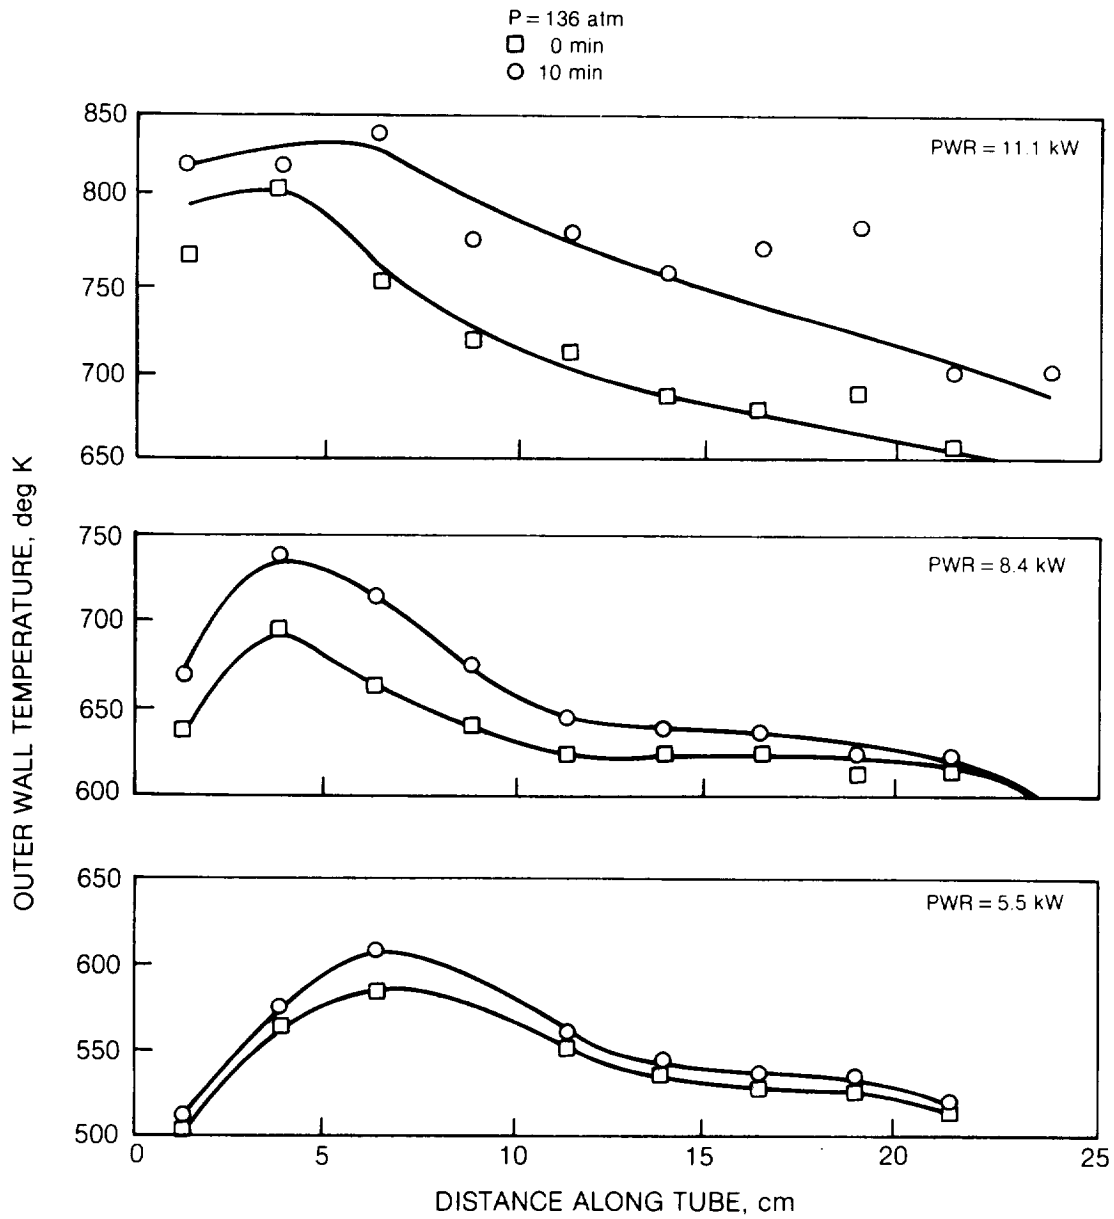 P = 136 atm
0 min
10 min
850
800
750
700
650
PWR = 11.1 kW
750
700
650
600
PWR = 8.4 kW
650
600
550
500
PWR = 5.5 kW
0 5 10 15 20 25
OUTER WALL TEMPERATURE, deg K
DISTANCE ALONG TUBE, cm